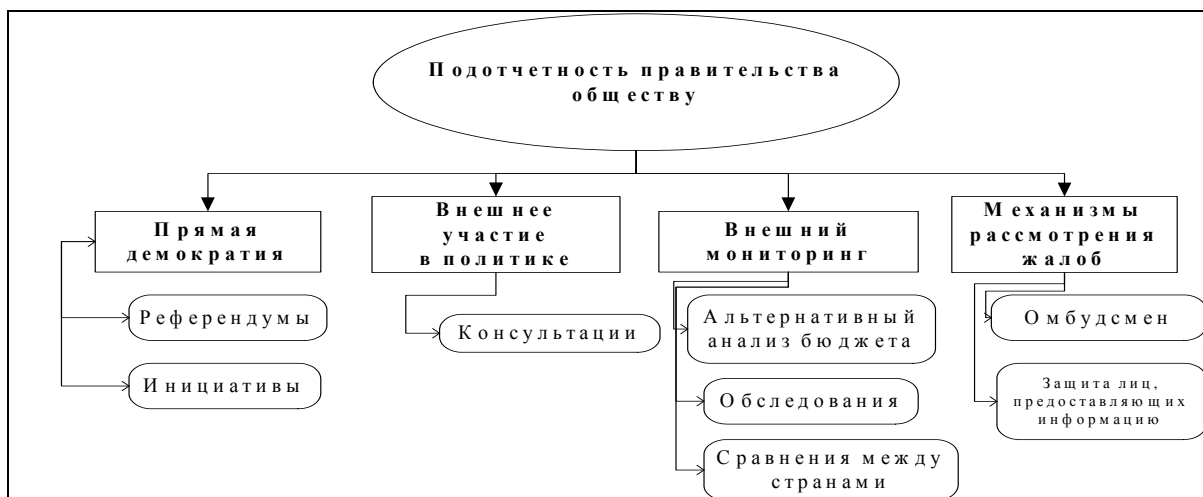 Подотчетность правительства
обществу
Прямая
демократия
Референдумы
Инициативы
Внешнее
участие
в политике
Консультации
Внешний
мониторинг
Альтернативный
анализ бюджета
Обследования
Сравнения между
странами
Механизмы
рассмотрения
жалоб
Омбудсмен
Защита лиц,
предоставляющих
информацию